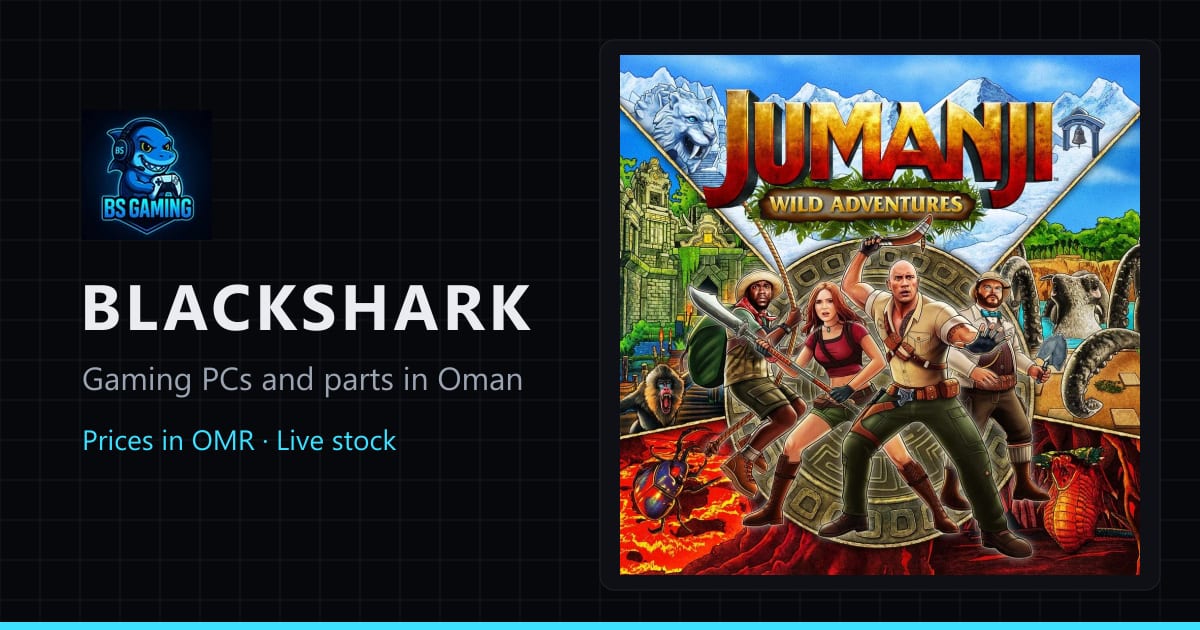 BS
BS GAMING
BLACKSHARK
Gaming PCs and parts in Oman
Prices in OMR · Live stock
JUMANJI
WILD ADVENTURES